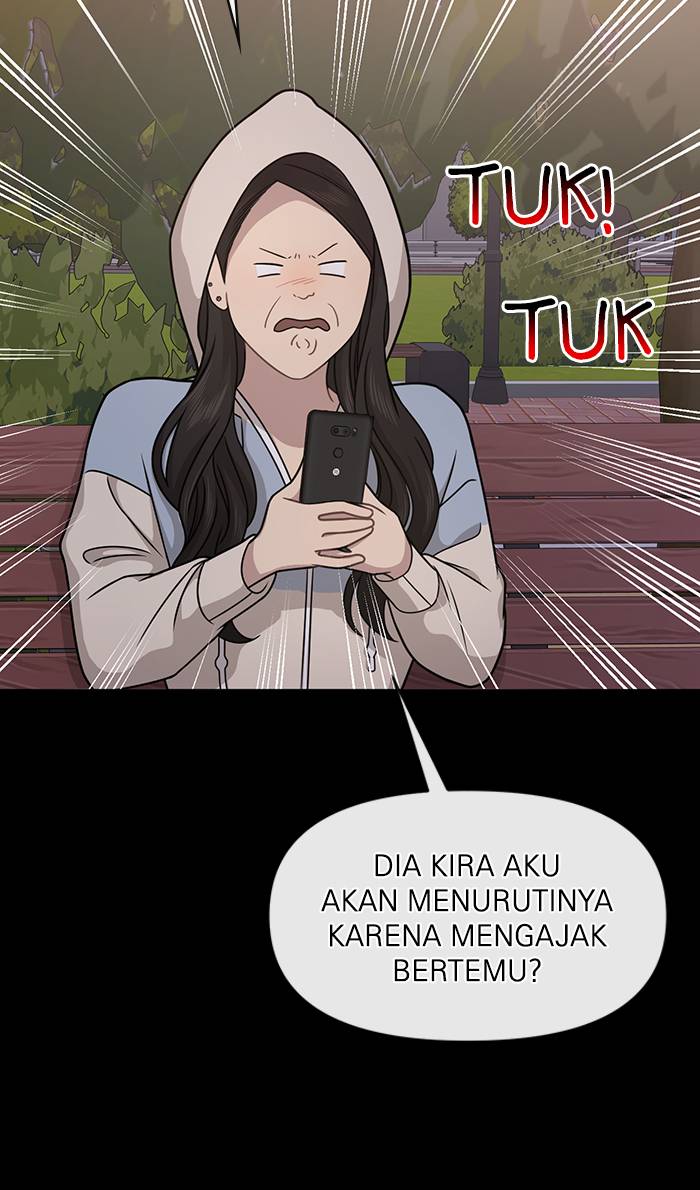 TUK!
TUK
DIA KIRA AKU
AKAN MENURUTINYA
KARENA MENGAJAK
BERTEMU?